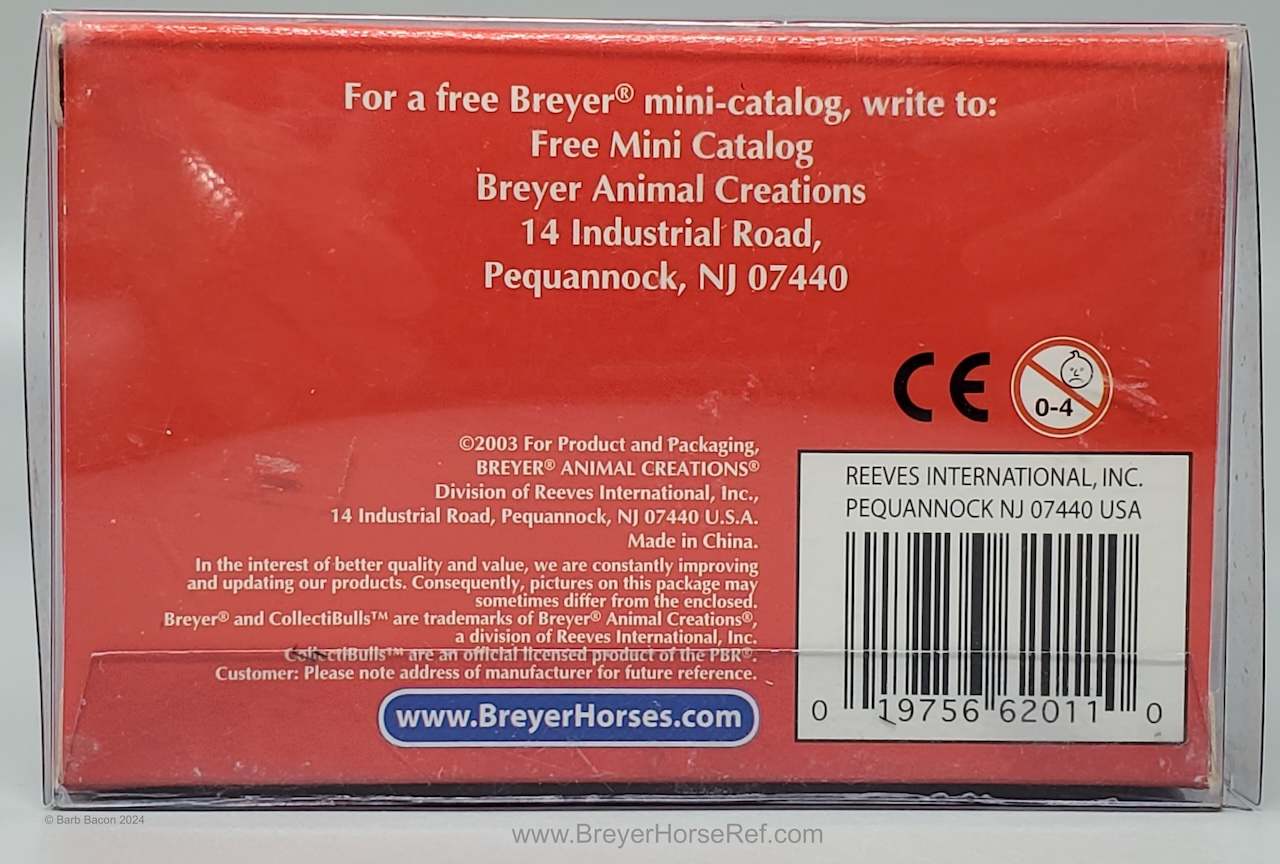 For a free Breyer® mini-catalog, write to:
Free Mini Catalog
Breyer Animal Creations
14 Industrial Road,
Pequannock, NJ 07440
CE
0-4
©2003 For Product and Packaging,
BREYER® ANIMAL CREATIONS®
Division of Reeves International, Inc.,
14 Industrial Road, Pequannock, NJ 07440 U.S.A.
Made in China.
In the interest of better quality and value, we are constantly improving
and updating our products. Consequently, pictures on this package may
sometimes differ from the enclosed.
Breyer® and CollectiBulls™ are trademarks of Breyer® Animal Creations®,
a division of Reeves International, Inc.
CollectiBulls™ are an official licensed product of the PBR®.
Customer: Please note address of manufacturer for future reference.
www.BreyerHorses.com
REEVES INTERNATIONAL, INC.
PEQUANNOCK NJ 07440 USA
0 19756 62011 0
© Barb Bacon 2024
www.BreyerHorseRef.com